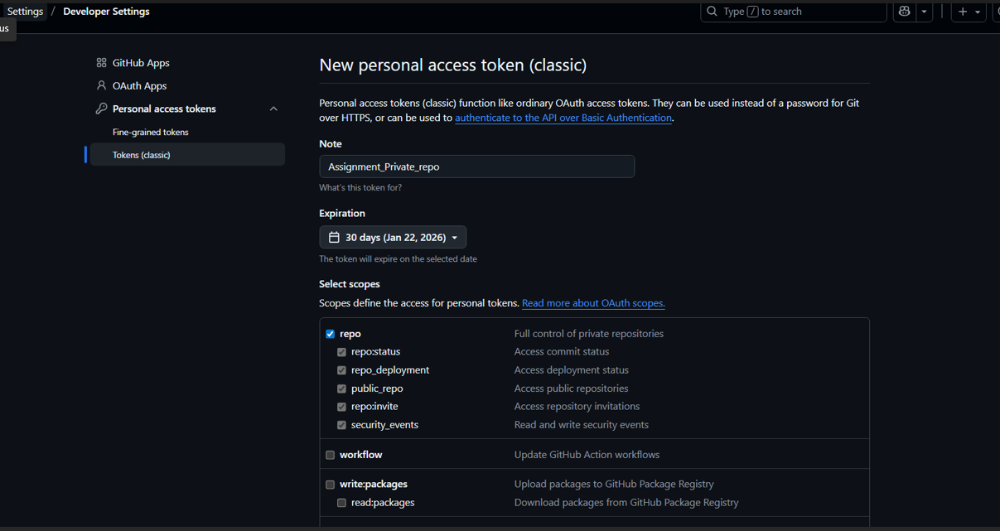 Settings / Developer Settings
Type / to search
us
GitHub Apps
OAuth Apps
Personal access tokens
Fine-grained tokens
Tokens (classic)
New personal access token (classic)
Personal access tokens (classic) function like ordinary OAuth access tokens. They can be used instead of a password for Git
over HTTPS, or can be used to authenticate to the API over Basic Authentication.
Note
Assignment_Private_repo
What's this token for?
Expiration
30 days (Jan 22, 2026)
The token will expire on the selected date
Select scopes
Scopes define the access for personal tokens. Read more about OAuth scopes.
repo Full control of private repositories
repo:status Access commit status
repo_deployment Access deployment status
public_repo Access public repositories
repo:invite Access repository invitations
security_events Read and write security events
workflow Update GitHub Action workflows
write:packages Upload packages to GitHub Package Registry
read:packages Download packages from GitHub Package Registry